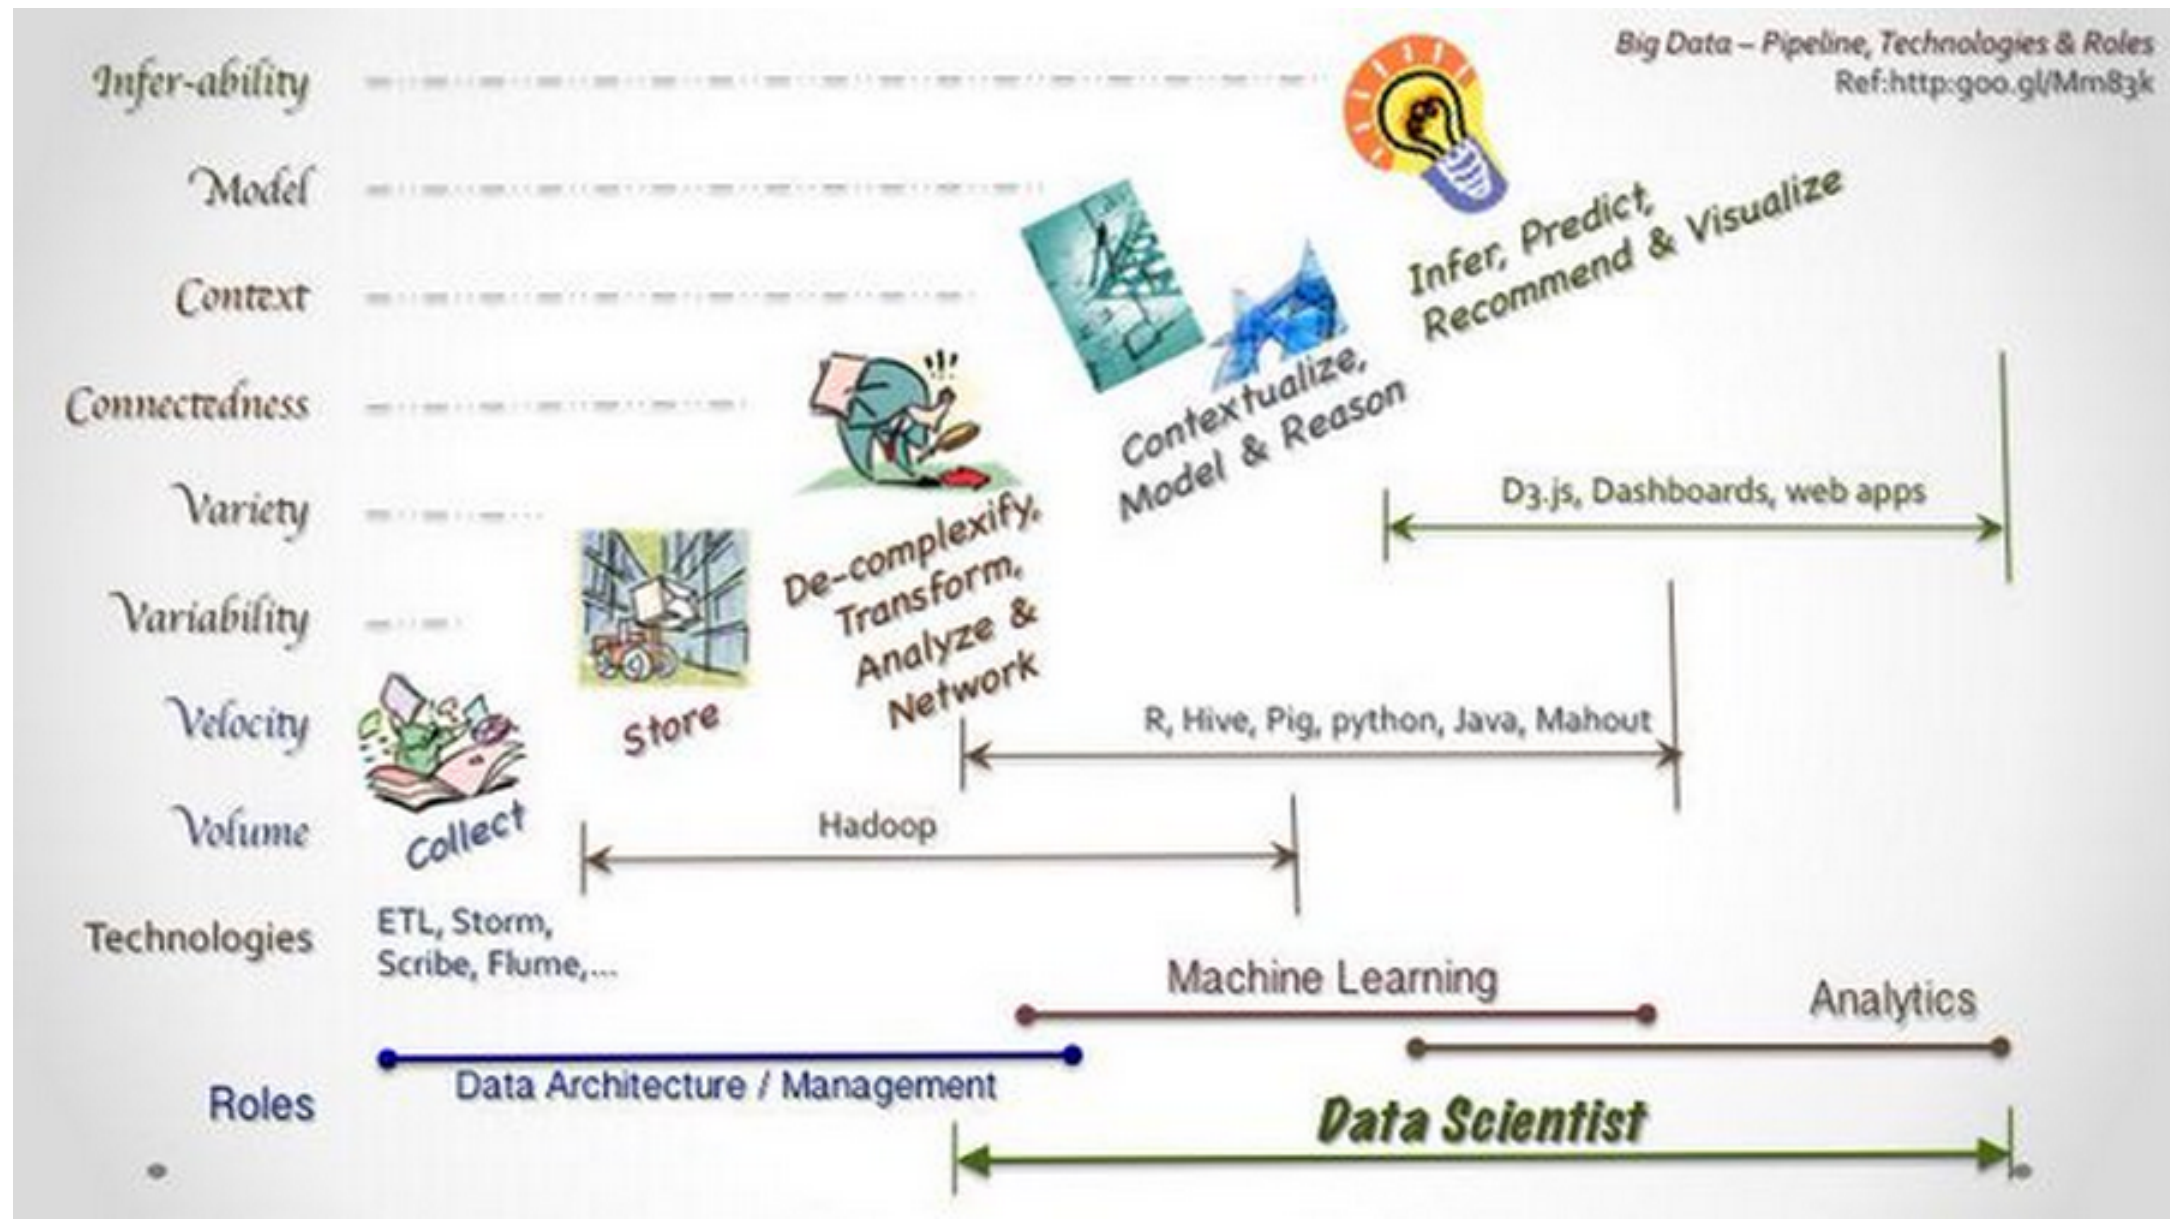 Big Data – Pipeline, Technologies & Roles
Ref:http:goo.gl/Mm83k
Infer-ability
Model
Context
Connectedness
Variety
Variability
Velocity
Volume
Technologies
Roles
Collect
Store
De-complexify,
Transform,
Analyze &
Network
Contextualize,
Model & Reason
Infer, Predict,
Recommend & Visualize
D3.js, Dashboards, web apps
R, Hive, Pig, python, Java, Mahout
Hadoop
ETL, Storm,
Scribe, Flume,...
Machine Learning
Analytics
Data Architecture / Management
Data Scientist